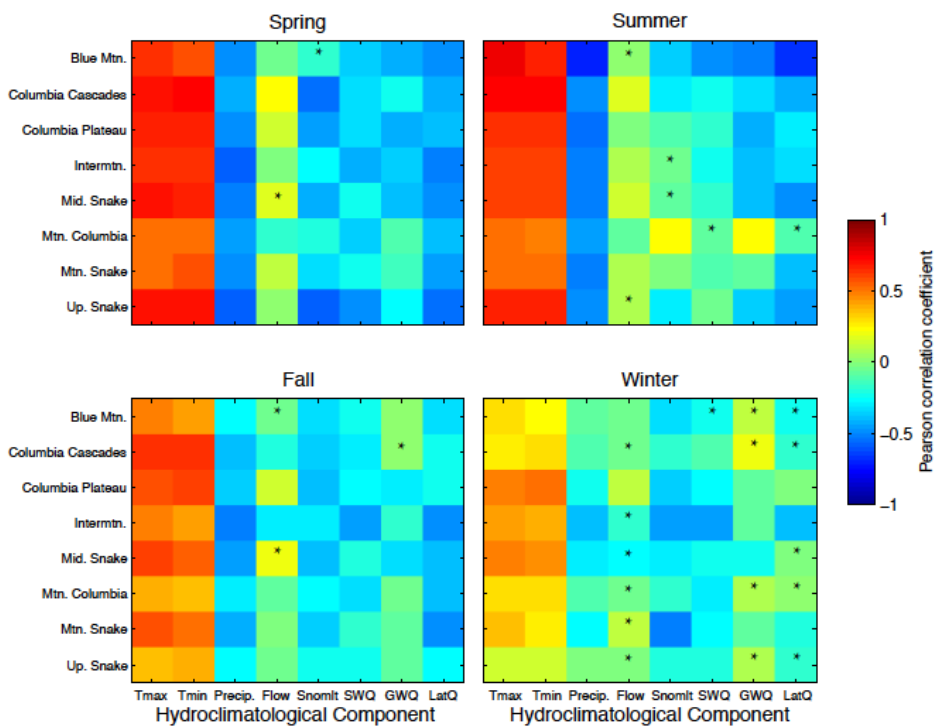 Spring
Summer
Blue Mtn.
Columbia Cascades
Columbia Plateau
Intermtn.
Mid. Snake
Mtn. Columbia
Mtn. Snake
Up. Snake
* * * * * * * *
Fall
Winter
Blue Mtn.
Columbia Cascades
Columbia Plateau
Intermtn.
Mid. Snake
Mtn. Columbia
Mtn. Snake
Up. Snake
Tmax Tmin Precip. Flow Snomlt SWQ GWQ LatQ
Hydroclimatological Component
Tmax Tmin Precip. Flow Snomlt SWQ GWQ LatQ
Hydroclimatological Component
1
0.5
0
−0.5
−1
Pearson correlation coefficient